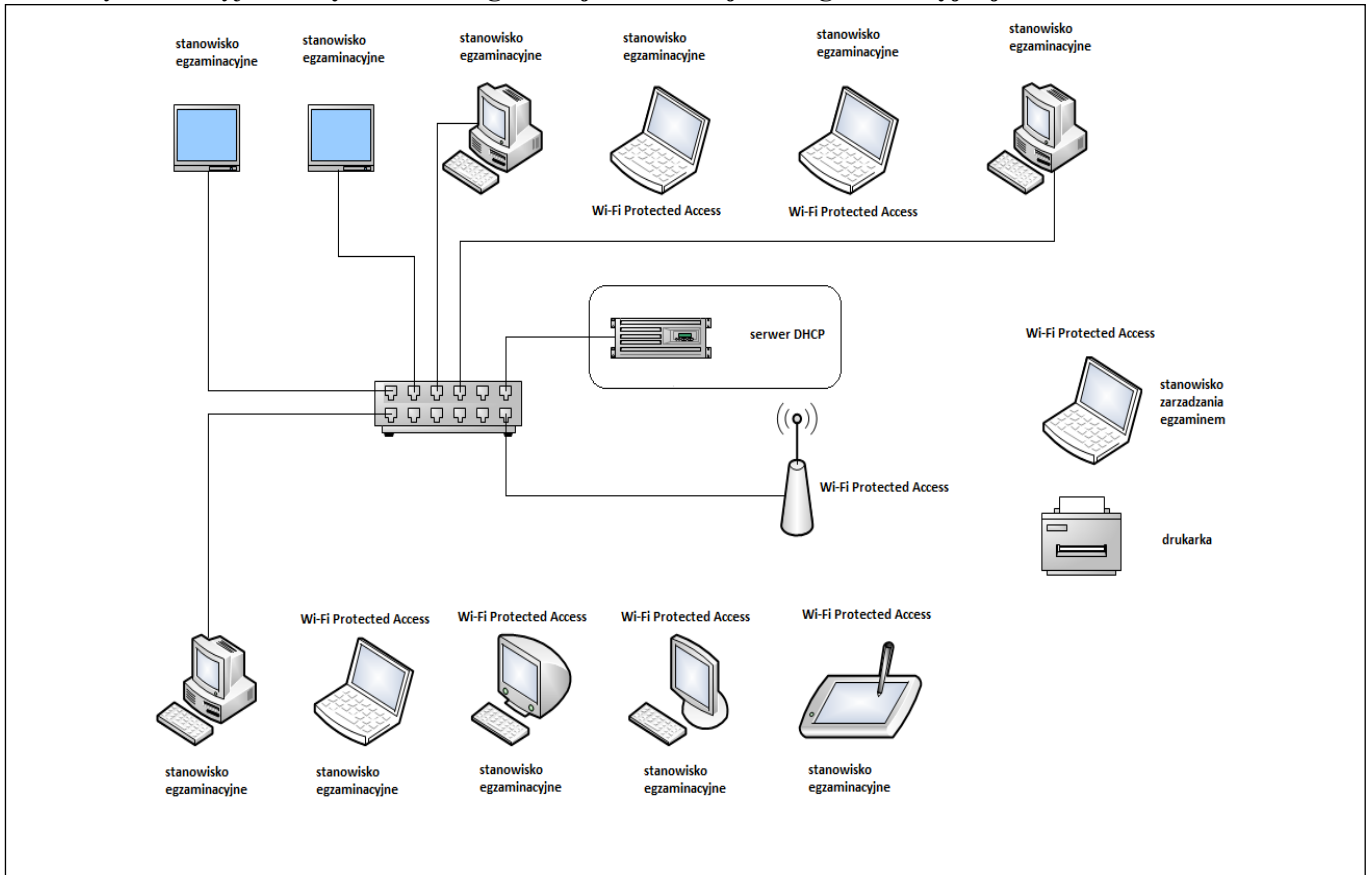 stanowisko
egzaminacyjne
stanowisko
egzaminacyjne
stanowisko
egzaminacyjne
stanowisko
egzaminacyjne
stanowisko
egzaminacyjne
stanowisko
egzaminacyjne
Wi-Fi Protected Access
Wi-Fi Protected Access
serwer DHCP
Wi-Fi Protected Access
stanowisko
zarzadzania
egzaminem
Wi-Fi Protected Access
drukarka
Wi-Fi Protected Access
Wi-Fi Protected Access
Wi-Fi Protected Access
Wi-Fi Protected Access
stanowisko
egzaminacyjne
stanowisko
egzaminacyjne
stanowisko
egzaminacyjne
stanowisko
egzaminacyjne
stanowisko
egzaminacyjne